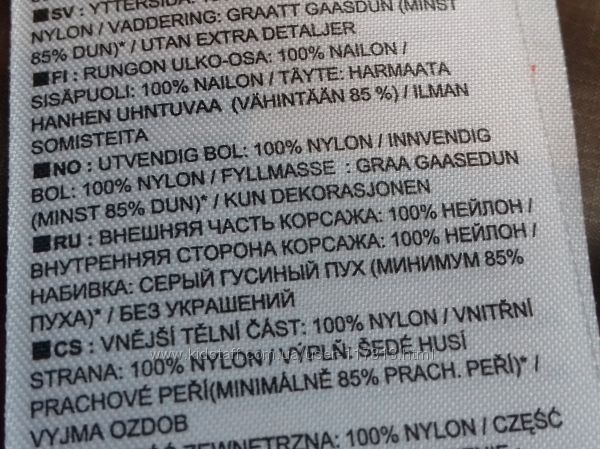 ■SV : YTTERSIDA: 100%
NYLON / VADDERING: GRAATT GAASDUN (MINST
85% DUN)* / UTAN EXTRA DETALJER
■FI : RUNGON ULKO-OSA: 100% NAILON /
SISÄPUOLI: 100% NAILON / TÄYTE: HARMAATA
HANHEN UHNTUVAA (VÄHINTÄÄN 85 %) / ILMAN
SOMISTEITA
■NO : UTVENDIG BOL: 100% NYLON / INNVENDIG
BOL: 100% NYLON / FYLLMASSE : GRAA GAASEDUN
(MINST 85% DUN)* / KUN DEKORASJONEN
■RU : ВНЕШНЯЯ ЧАСТЬ КОРСАЖА: 100% НЕЙЛОН /
ВНУТРЕННЯЯ СТОРОНА КОРСАЖА: 100% НЕЙЛОН /
НАБИВКА: СЕРЫЙ ГУСИНЫЙ ПУХ (МИНИМУМ 85%
ПУХА)* / БЕЗ УКРАШЕНИЙ
■CS : VNĚJŠÍ TĚLNÍ ČÁST: 100% NYLON / VNITŘNÍ
STRANA: 100% NYLON / VÝPLŇ: ŠEDÉ HUSÍ
PRACHOVÉ PEŘÍ(MINIMÁLNĚ 85% PRACH. PEŘÍ)* /
VYJMA OZDOB
ZEWNĘTRZNA: 100% NYLON / CZĘŚĆ